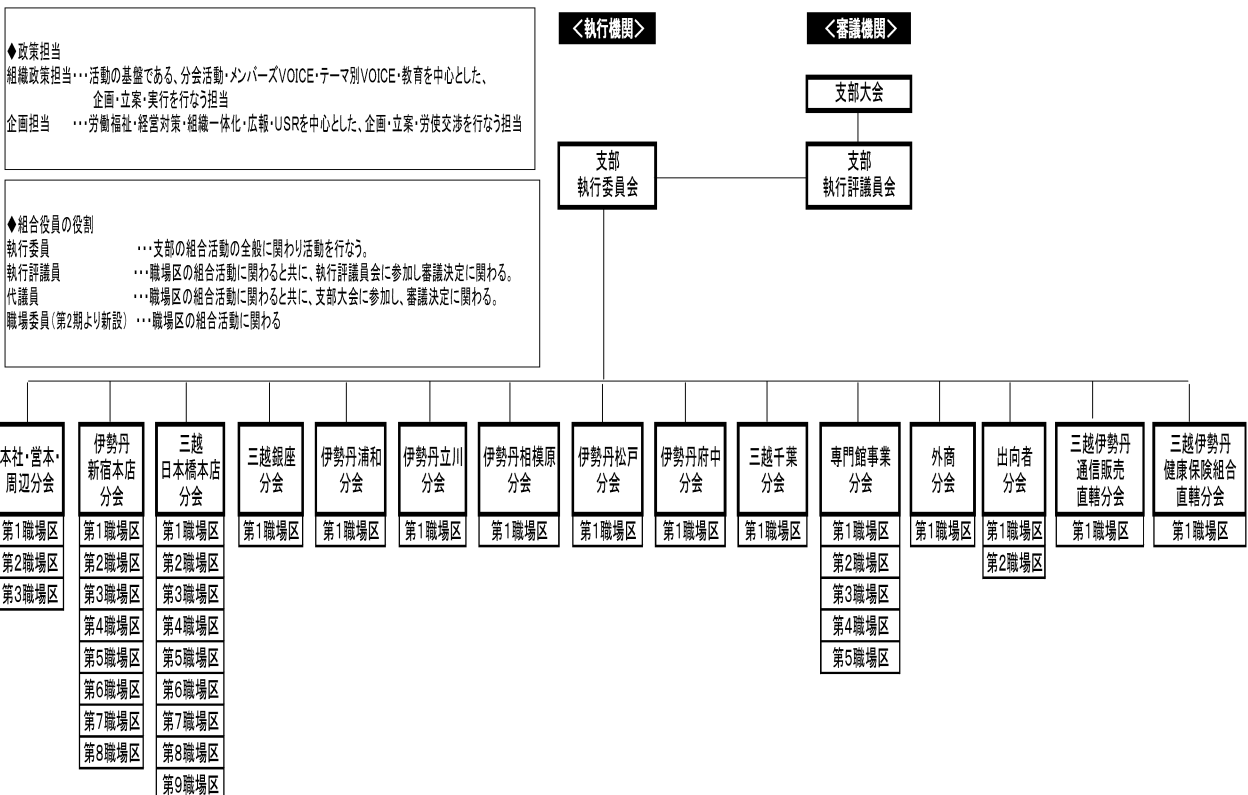 ◆政策担当
組織政策担当・・・活動の基盤である、分会活動・メンバーズVOICE・テーマ別VOICE・教育を中心とした、
企画・立案・実行を行なう担当
企画担当 ・・・労働福祉・経営対策・組織一体化・広報・USRを中心とした、企画・立案・労使交渉を行なう担当
◆組合役員の役割
執行委員 ・・・支部の組合活動の全般に関わり活動を行なう。
執行評議員 ・・・職場区の組合活動に関わると共に、執行評議員会に参加し審議決定に関わる。
代議員 ・・・職場区の組合活動に関わると共に、支部大会に参加し、審議決定に関わる。
職場委員(第2期より新設) ・・・職場区の組合活動に関わる
＜執行機関＞
＜審議機関＞
支部大会
支部
執行委員会
支部
執行評議員会
本社・営本・
周辺分会
第1職場区
第2職場区
第3職場区
伊勢丹
新宿本店
分会
第1職場区
第2職場区
第3職場区
第4職場区
第5職場区
第6職場区
第7職場区
第8職場区
三越
日本橋本店
分会
第1職場区
第2職場区
第3職場区
第4職場区
第5職場区
第6職場区
第7職場区
第8職場区
第9職場区
三越銀座
分会
第1職場区
伊勢丹浦和
分会
第1職場区
伊勢丹立川
分会
第1職場区
伊勢丹相模原
分会
第1職場区
伊勢丹松戸
分会
第1職場区
伊勢丹府中
分会
第1職場区
三越千葉
分会
第1職場区
専門館事業
分会
第1職場区
第2職場区
第3職場区
第4職場区
第5職場区
外商
分会
第1職場区
出向者
分会
第1職場区
第2職場区
三越伊勢丹
通信販売
直轄分会
第1職場区
三越伊勢丹
健康保険組合
直轄分会
第1職場区